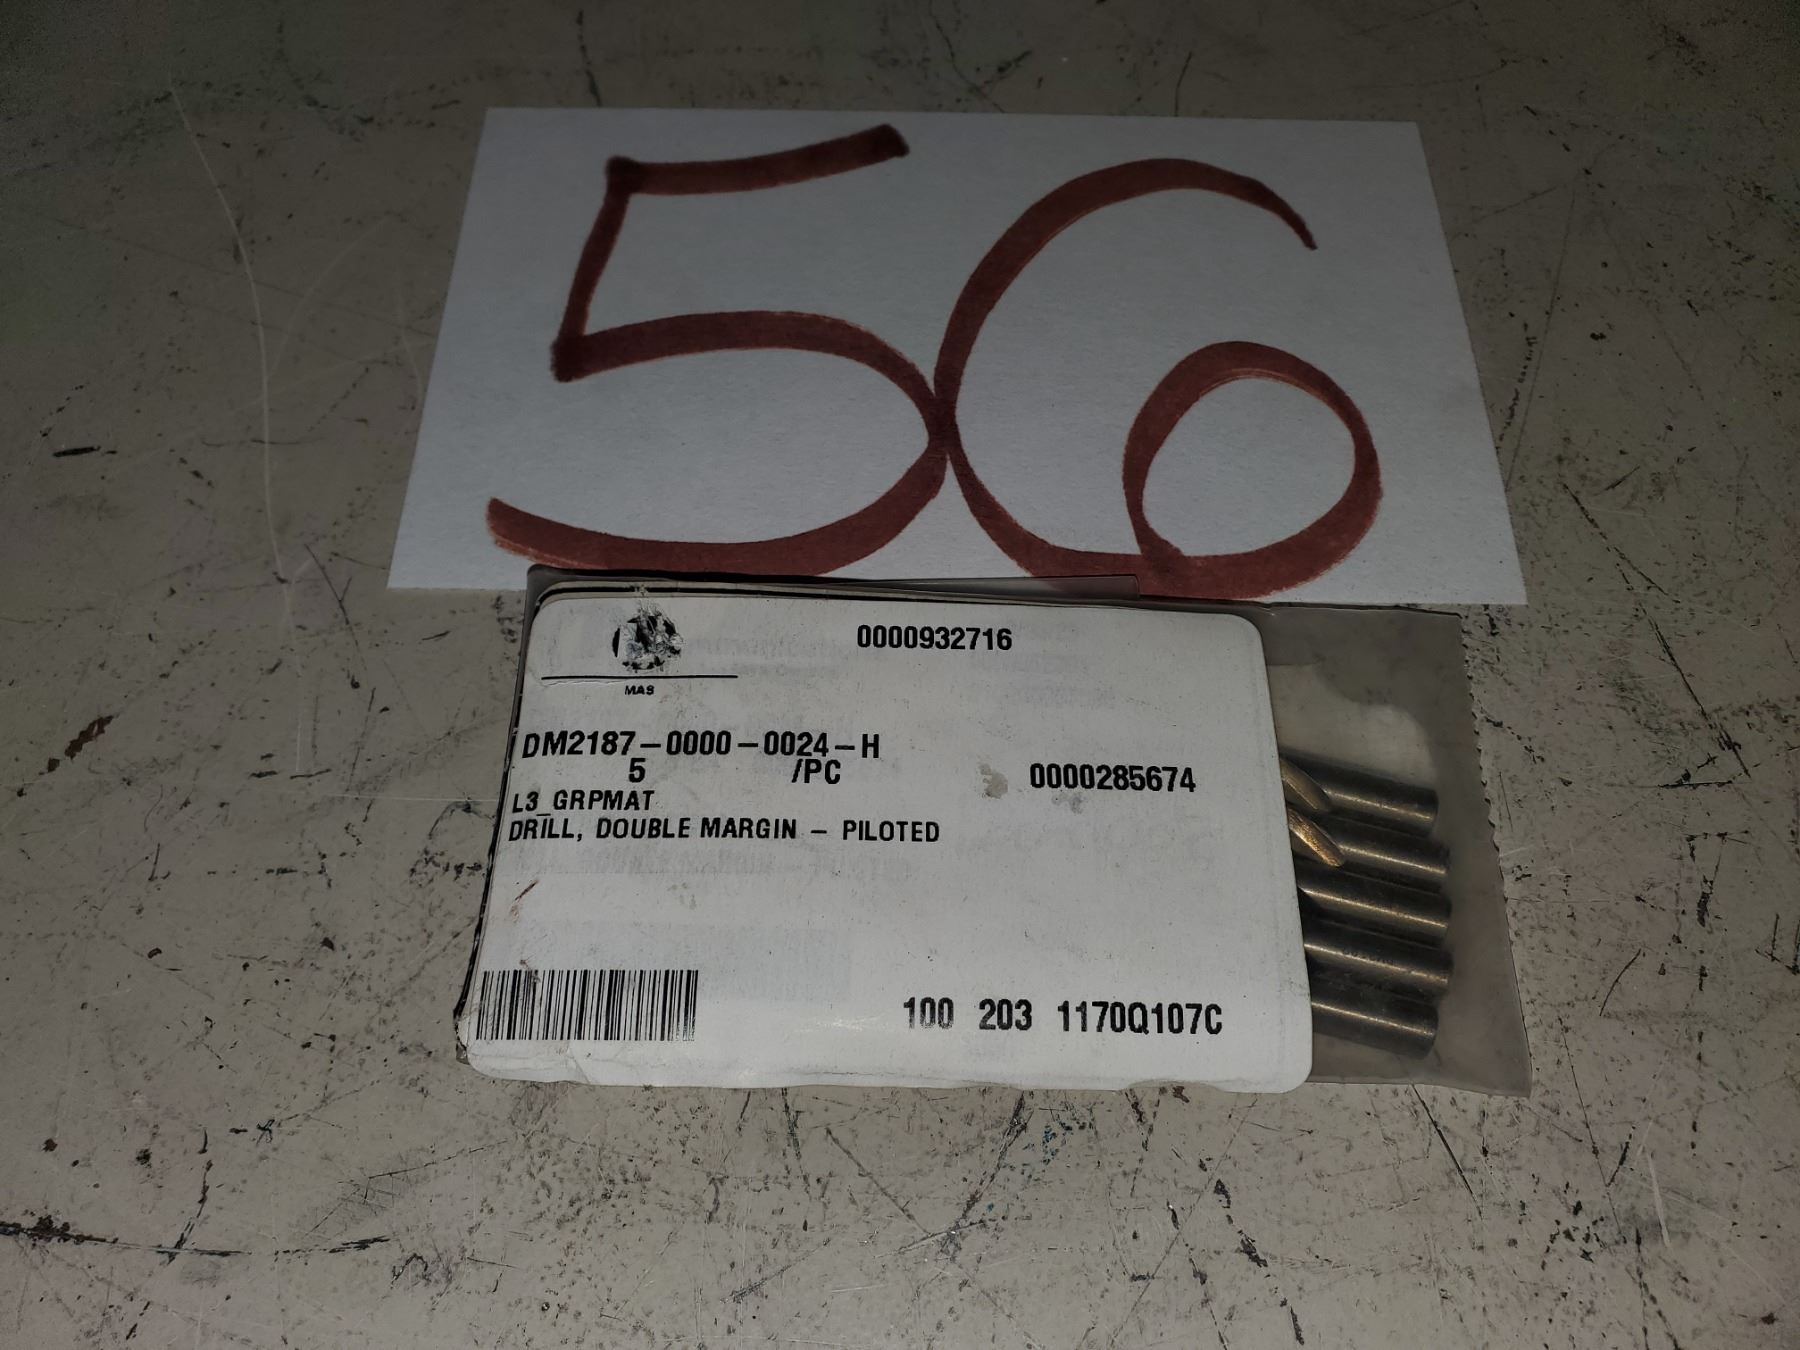 56
0000932716
MAS
DM2187-0000-0024-H
5 /PC 0000285674
L3_GRPMAT
DRILL, DOUBLE MARGIN - PILOTED
100 203 1170Q107C